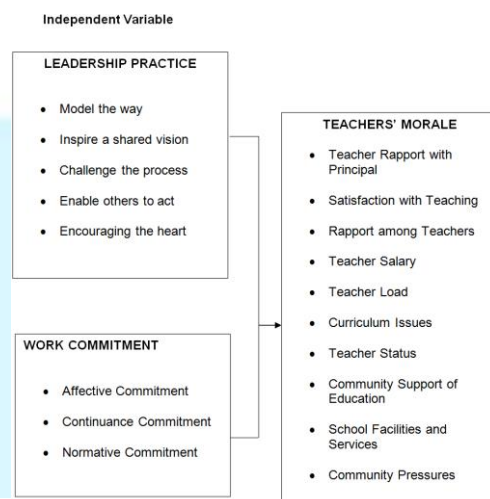 Independent Variable
LEADERSHIP PRACTICE
• Model the way
• Inspire a shared vision
• Challenge the process
• Enable others to act
• Encouraging the heart
WORK COMMITMENT
• Affective Commitment
• Continuance Commitment
• Normative Commitment
TEACHERS' MORALE
• Teacher Rapport with
Principal
• Satisfaction with Teaching
• Rapport among Teachers
• Teacher Salary
• Teacher Load
• Curriculum Issues
• Teacher Status
• Community Support of
Education
• School Facilities and
Services
• Community Pressures